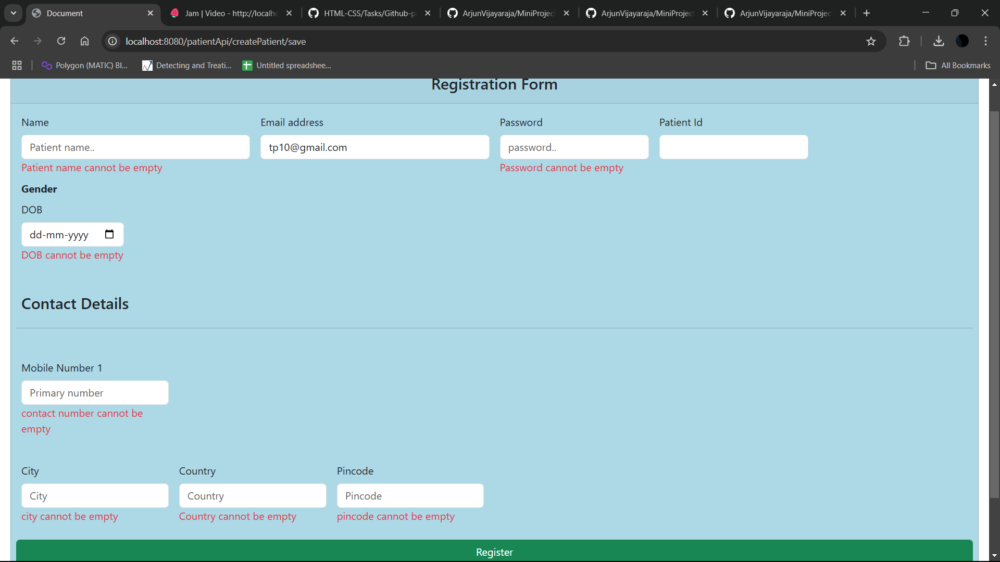 Document
Jam | Video - http://localho
HTML-CSS/Tasks/Github-p
ArjunVijayaraja/MiniProject
ArjunVijayaraja/MiniProject
ArjunVijayaraja/MiniProjec
localhost:8080/patientApi/createPatient/save
Polygon (MATIC) Bl...
Detecting and Treati...
Untitled spreadshee...
All Bookmarks
Registration Form
Name Email address Password Patient Id
Patient name.. tp10@gmail.com password..
Patient name cannot be empty Password cannot be empty
Gender
DOB
dd-mm-yyyy
DOB cannot be empty
Contact Details
Mobile Number 1
Primary number
contact number cannot be
empty
City Country Pincode
City Country Pincode
city cannot be empty Country cannot be empty pincode cannot be empty
Register